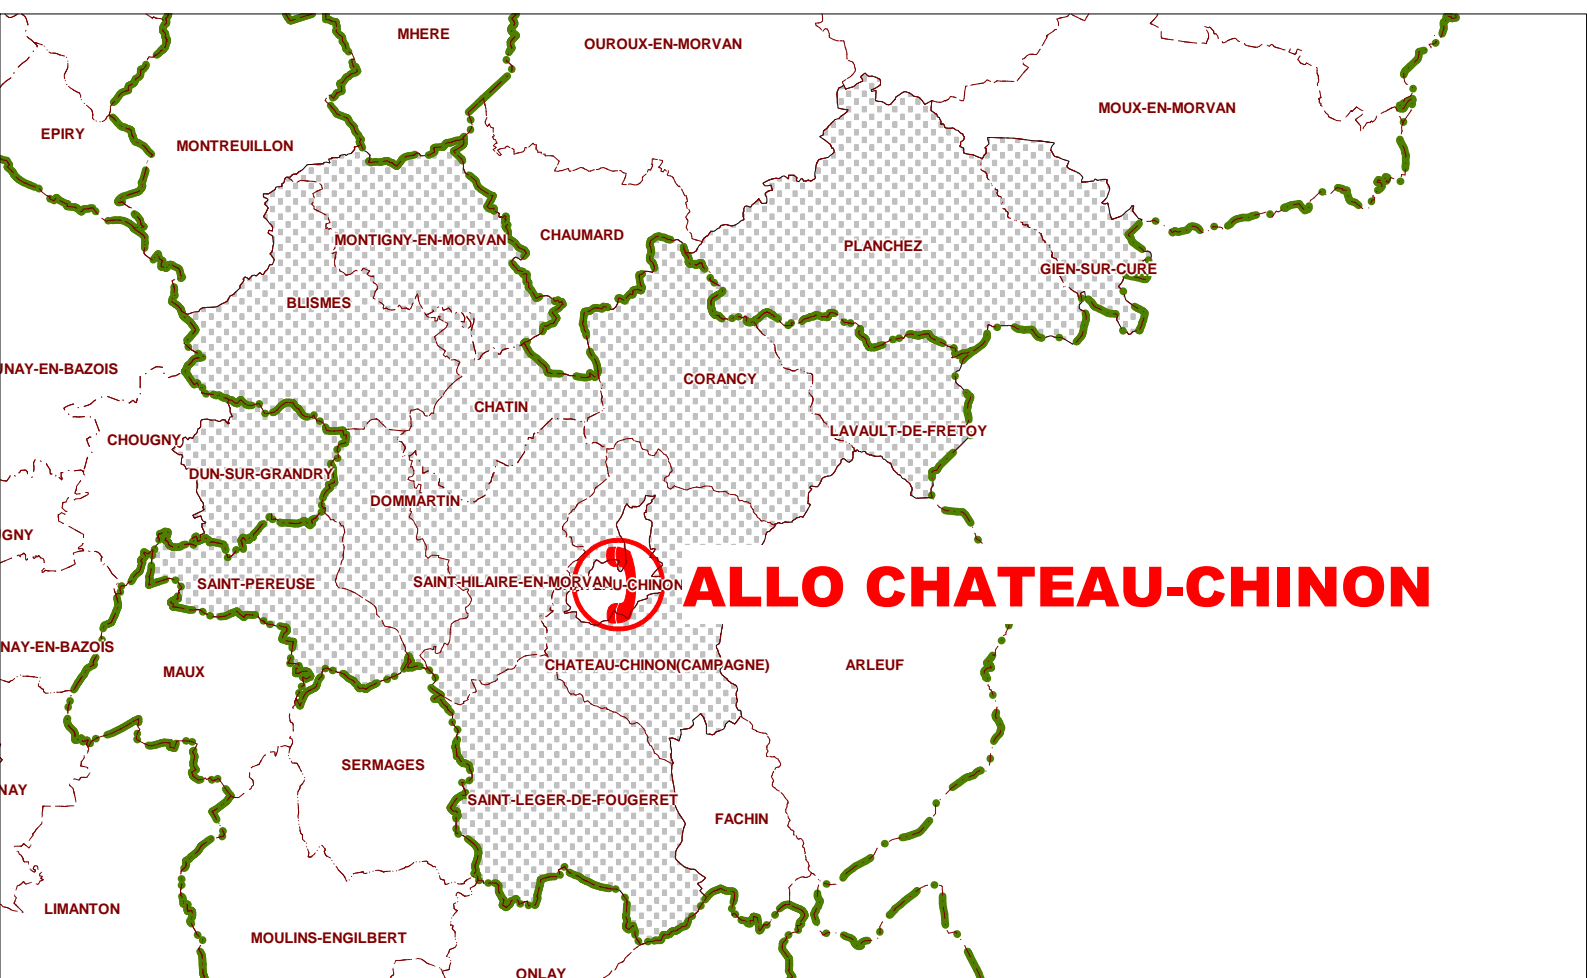 MHERE
OUROUX-EN-MORVAN
MOUX-EN-MORVAN
EPIRY
MONTREUILLON
MONTIGNY-EN-MORVAN
CHAUMARD
PLANCHEZ
GIEN-SUR-CURE
BLISMES
NAY-EN-BAZOIS
CORANCY
CHATIN
LAVAULT-DE-FRETOY
CHOUGNY
DUN-SUR-GRANDRY
DOMMARTIN
GNY
SAINT-PEREUSE
SAINT-HILAIRE-EN-MORVAN
U-CHINON
ALLO CHATEAU-CHINON
NAY-EN-BAZOIS
MAUX
CHATEAU-CHINON(CAMPAGNE)
ARLEUF
SERMAGES
NAY
SAINT-LEGER-DE-FOUGERET
FACHIN
LIMANTON
MOULINS-ENGILBERT
ONLAY